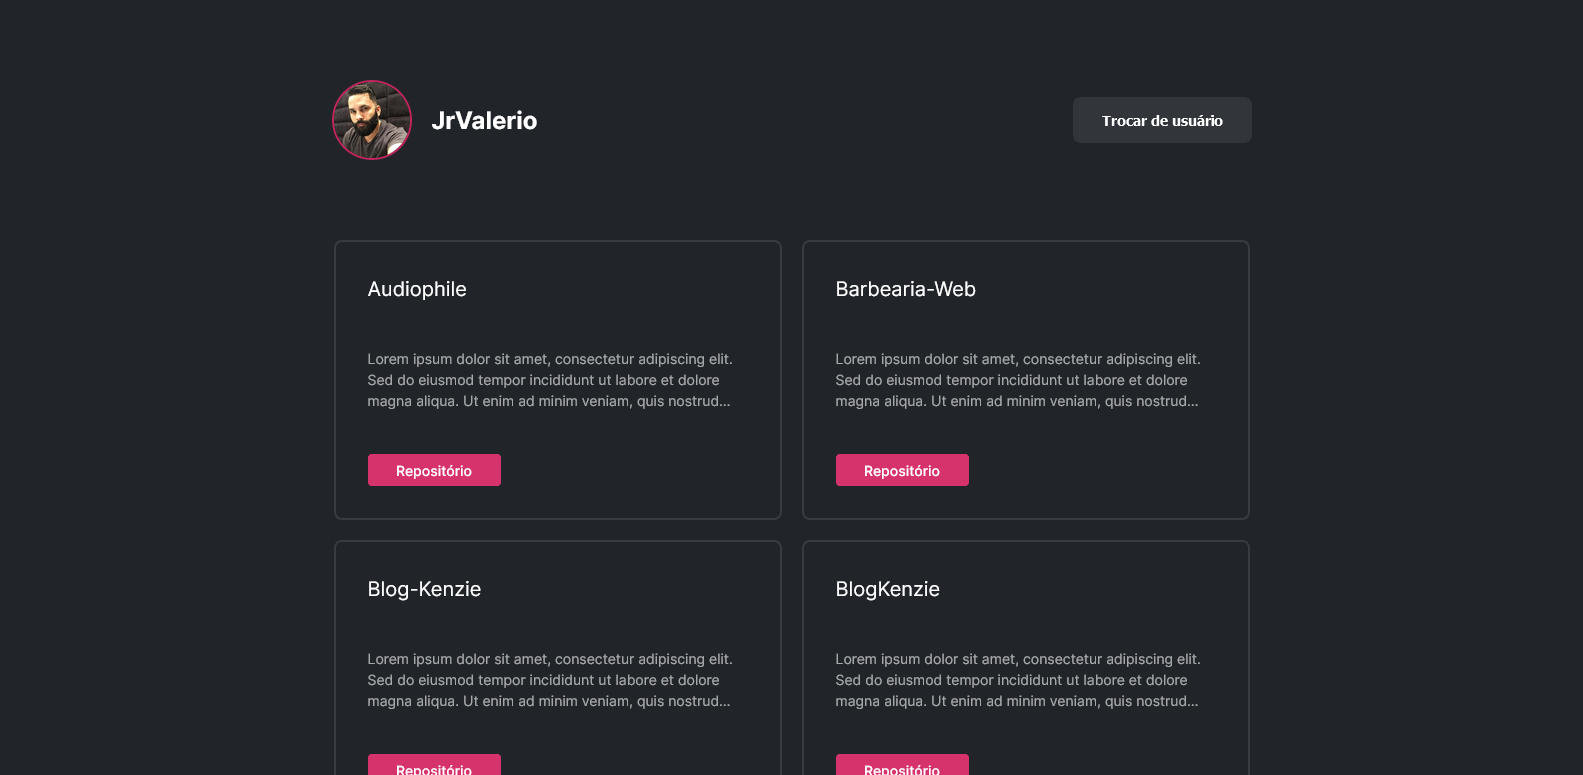 JrValerio
Trocar de usuário
Audiophile
Lorem ipsum dolor sit amet, consectetur adipiscing elit.
Sed do eiusmod tempor incididunt ut labore et dolore
magna aliqua. Ut enim ad minim veniam, quis nostrud...
Repositório
Barbearia-Web
Lorem ipsum dolor sit amet, consectetur adipiscing elit.
Sed do eiusmod tempor incididunt ut labore et dolore
magna aliqua. Ut enim ad minim veniam, quis nostrud...
Repositório
Blog-Kenzie
Lorem ipsum dolor sit amet, consectetur adipiscing elit.
Sed do eiusmod tempor incididunt ut labore et dolore
magna aliqua. Ut enim ad minim veniam, quis nostrud...
Repositório
BlogKenzie
Lorem ipsum dolor sit amet, consectetur adipiscing elit.
Sed do eiusmod tempor incididunt ut labore et dolore
magna aliqua. Ut enim ad minim veniam, quis nostrud...
Repositório